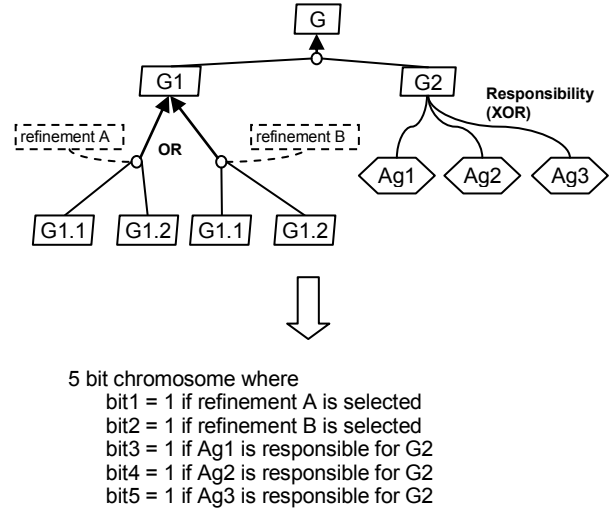 G
G1
G2
Responsibility
(XOR)
refinement A
OR
refinement B
Ag1
Ag2
Ag3
G1.1
G1.2
G1.1
G1.2
5 bit chromosome where
bit1 = 1 if refinement A is selected
bit2 = 1 if refinement B is selected
bit3 = 1 if Ag1 is responsible for G2
bit4 = 1 if Ag2 is responsible for G2
bit5 = 1 if Ag3 is responsible for G2